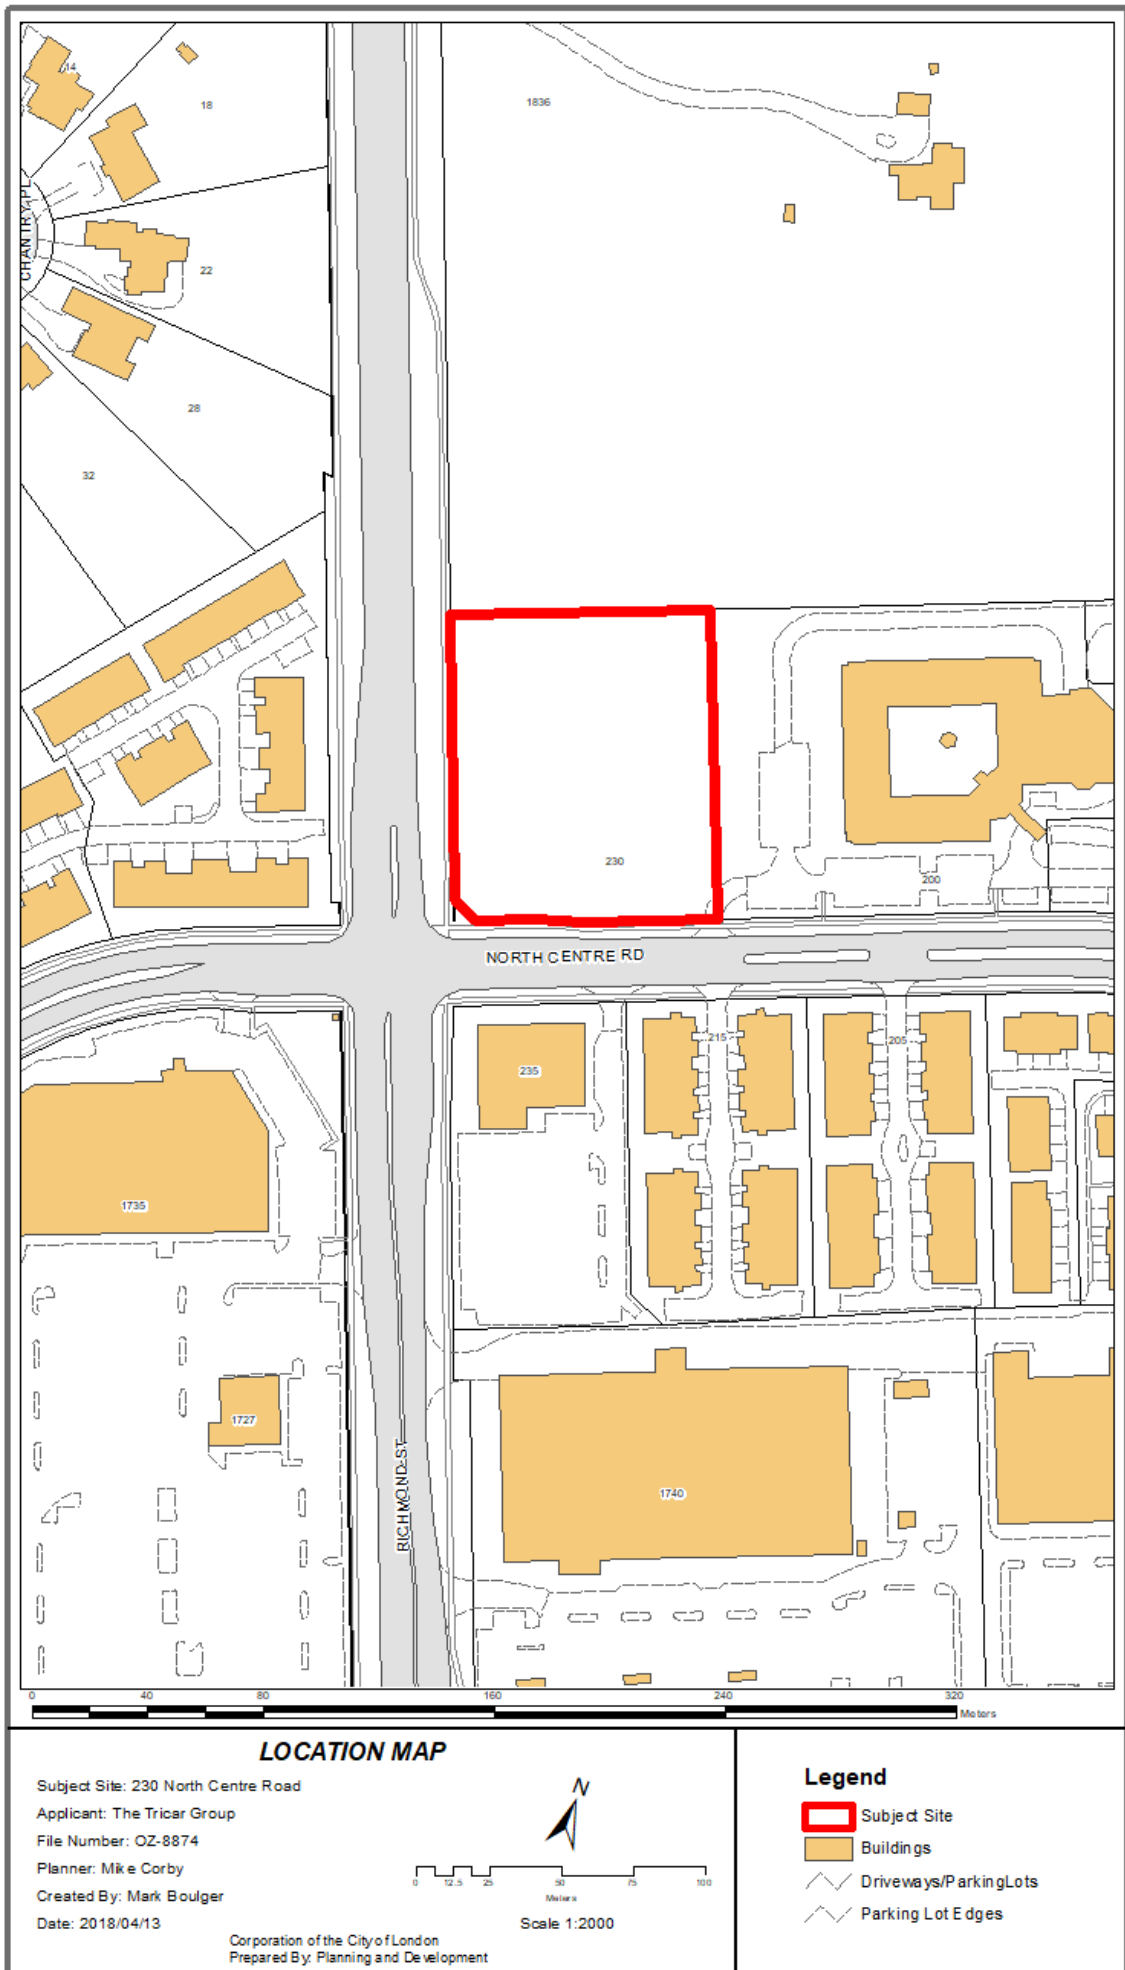 14
18
1836
CHANTRY PL
22
28
32
230
200
NORTH CENTRE RD
215
205
235
1735
1727
RICHMOND ST
1740
0 40 80 160 240 320
Meters
LOCATION MAP
Subject Site: 230 North Centre Road
Applicant: The Tricar Group
File Number: OZ-8874
Planner: Mike Corby
Created By: Mark Boulger
Date: 2018/04/13
N
0 12.5 25 50 75 100
Meters
Scale 1:2000
Corporation of the City of London
Prepared By: Planning and Development
Legend
Subject Site
Buildings
Driveways/ParkingLots
Parking Lot Edges